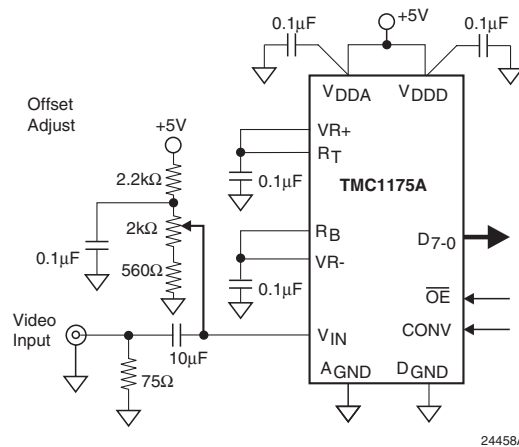 0.1μF
+5V
0.1μF
VDDA
VDDD
Offset
Adjust
+5V
2.2kΩ
2kΩ
0.1μF
560Ω
VR+
RT
0.1μF
TMC1175A
RB
VR-
0.1μF
D7-0
OE
CONV
Video
Input
10μF
75Ω
VIN
AGND
DGND
24458A